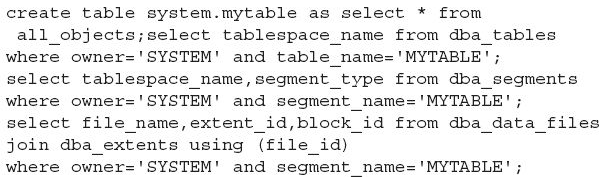 create table system.mytable as select * from
all_objects;select tablespace_name from dba_tables
where owner='SYSTEM' and table_name='MYTABLE';
select tablespace_name,segment_type from dba_segments
where owner='SYSTEM' and segment_name='MYTABLE';
select file_name,extent_id,block_id from dba_data_files
join dba_extents using (file_id)
where owner='SYSTEM' and segment_name='MYTABLE';